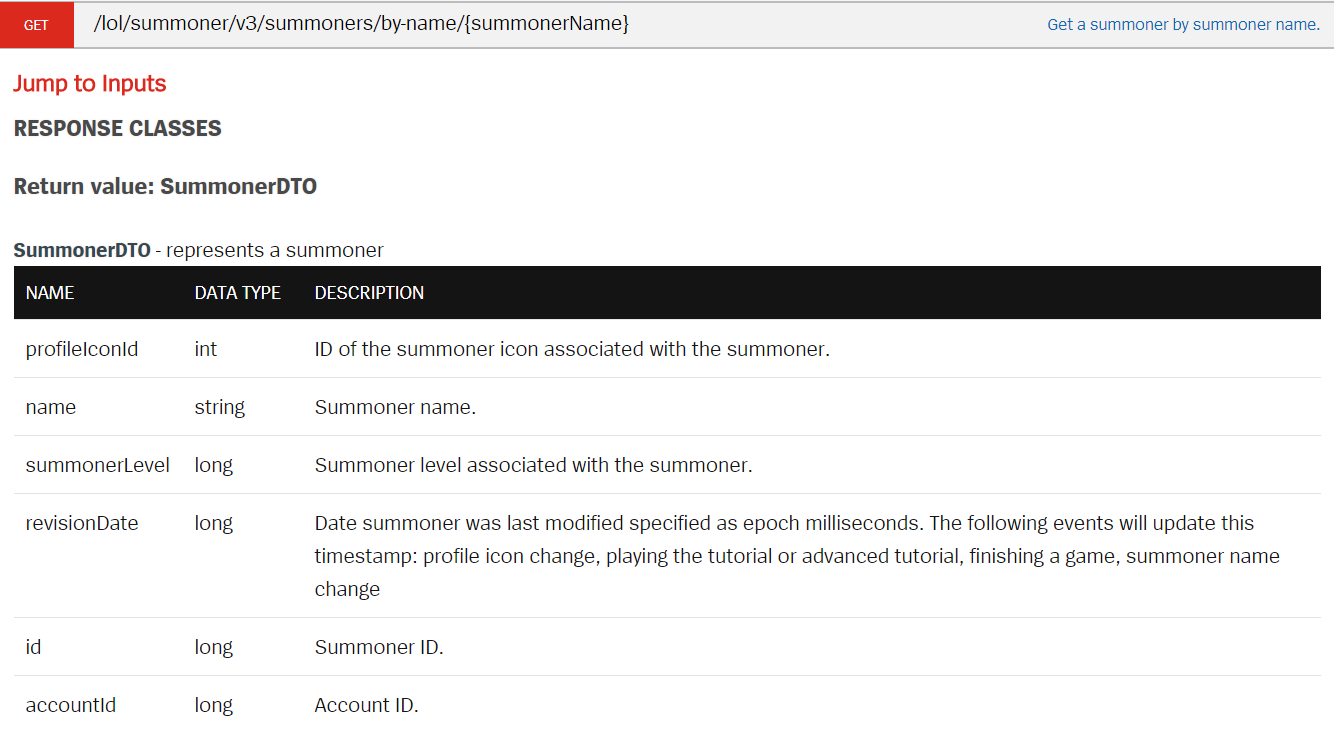 GET /lol/summoner/v3/summoners/by-name/{summonerName} Get a summoner by summoner name.
Jump to Inputs
RESPONSE CLASSES
Return value: SummonerDTO
SummonerDTO - represents a summoner
NAME DATA TYPE DESCRIPTION
profileIconId int ID of the summoner icon associated with the summoner.
name string Summoner name.
summonerLevel long Summoner level associated with the summoner.
revisionDate long Date summoner was last modified specified as epoch milliseconds. The following events will update this
timestamp: profile icon change, playing the tutorial or advanced tutorial, finishing a game, summoner name
change
id long Summoner ID.
accountId long Account ID.